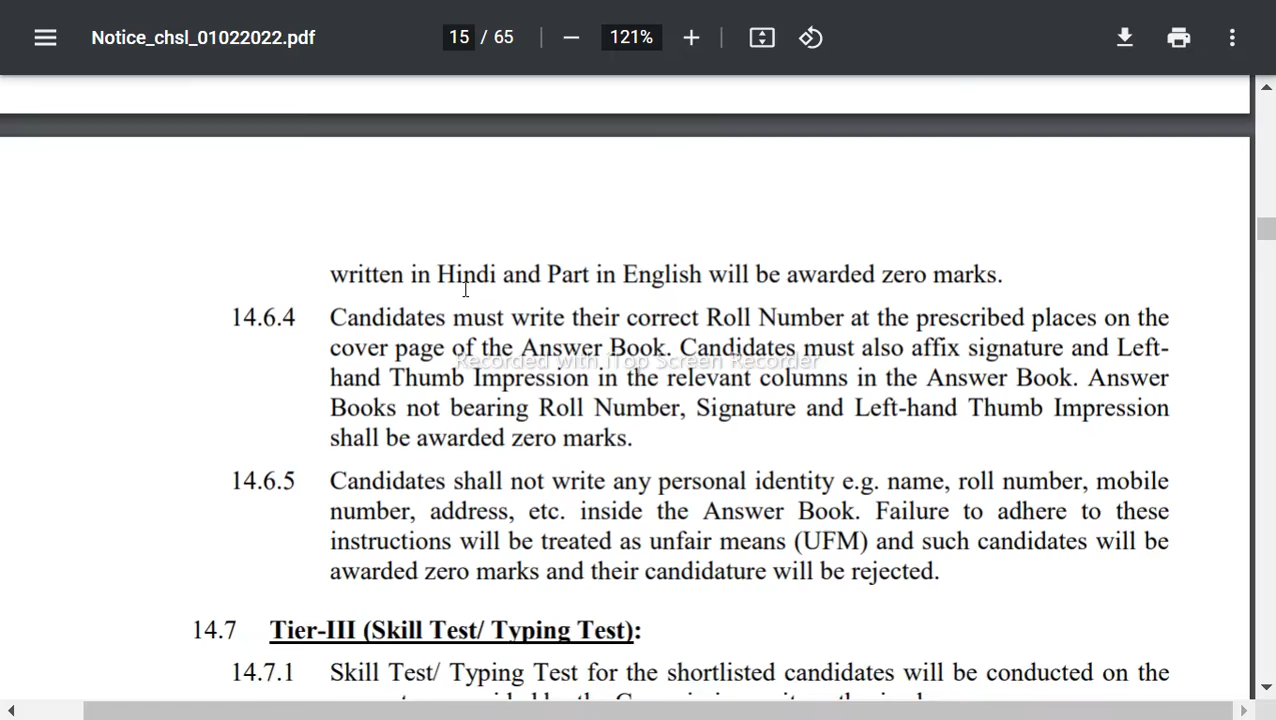 Notice_chsl_01022022.pdf
15 / 65
121%
written in Hindi and Part in English will be awarded zero marks.
14.6.4 Candidates must write their correct Roll Number at the prescribed places on the
cover page of the Answer Book. Candidates must also affix signature and Left-
Recorded with iTop Screen Recorder
hand Thumb Impression in the relevant columns in the Answer Book. Answer
Books not bearing Roll Number, Signature and Left-hand Thumb Impression
shall be awarded zero marks.
14.6.5 Candidates shall not write any personal identity e.g. name, roll number, mobile
number, address, etc. inside the Answer Book. Failure to adhere to these
instructions will be treated as unfair means (UFM) and such candidates will be
awarded zero marks and their candidature will be rejected.
14.7 Tier-III (Skill Test/ Typing Test):
14.7.1 Skill Test/ Typing Test for the shortlisted candidates will be conducted on the